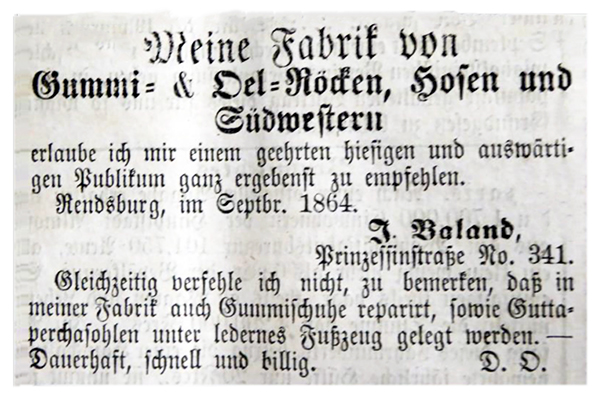 Meine Fabrik von
Gummi- & Oel-Röcken, Hosen und
Südwestern
erlaube ich mir einem geehrten hiesigen und auswärti-
gen Publikum ganz ergebenst zu empfehlen.
Rendsburg, im Septbr. 1864.
J. Baland,
Prinzessinstraße No. 341.
Gleichzeitig verfehle ich nicht, zu bemerken, daß in
meiner Fabrik auch Gummischuhe reparirt, sowie Gutta-
perchasohlen unter ledernes Fußzeug gelegt werden. —
Dauerhaft, schnell und billig. D. O.